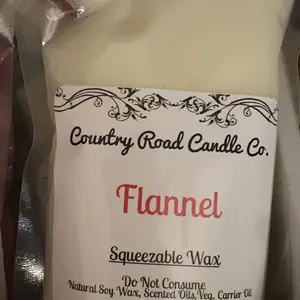 Country Road Candle Co.
Flannel
Squeezable Wax
Do Not Consume
Natural Soy Wax, Scented Oils,Veg. Carrier Oil